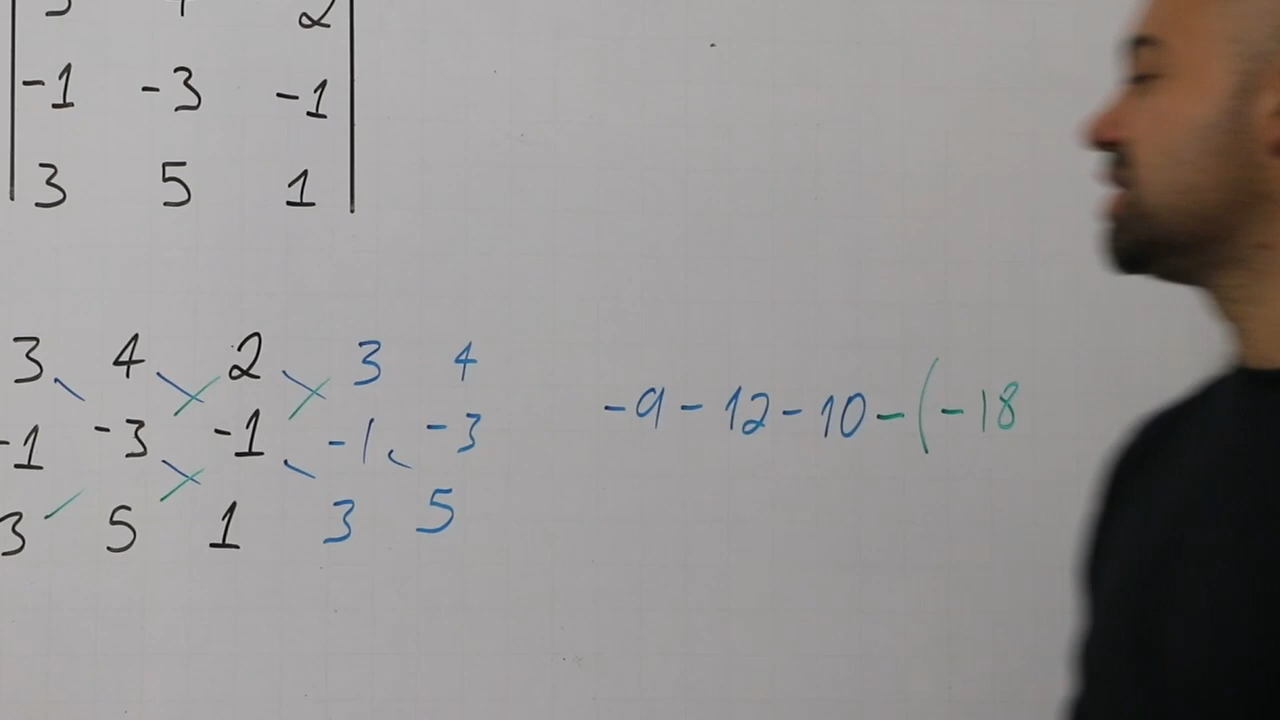 2
-1 -3 -1
3 5 1
3 4 2 3 4 -9 - 12 - 10 - (-18
-1 -3 -1 -1 -3
3 5 1 3 5